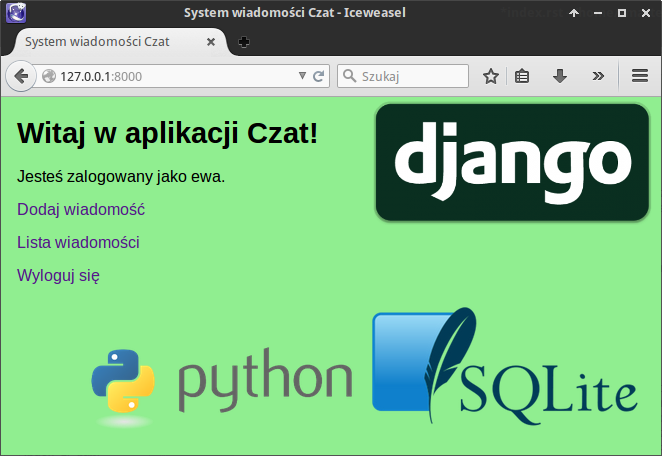 System wiadomości Czat - Iceweasel
System wiadomości Czat
127.0.0.1:8000
Szukaj
Witaj w aplikacji Czat!
django
Jesteś zalogowany jako ewa.
Dodaj wiadomość
Lista wiadomości
Wyloguj się
python
SQLite